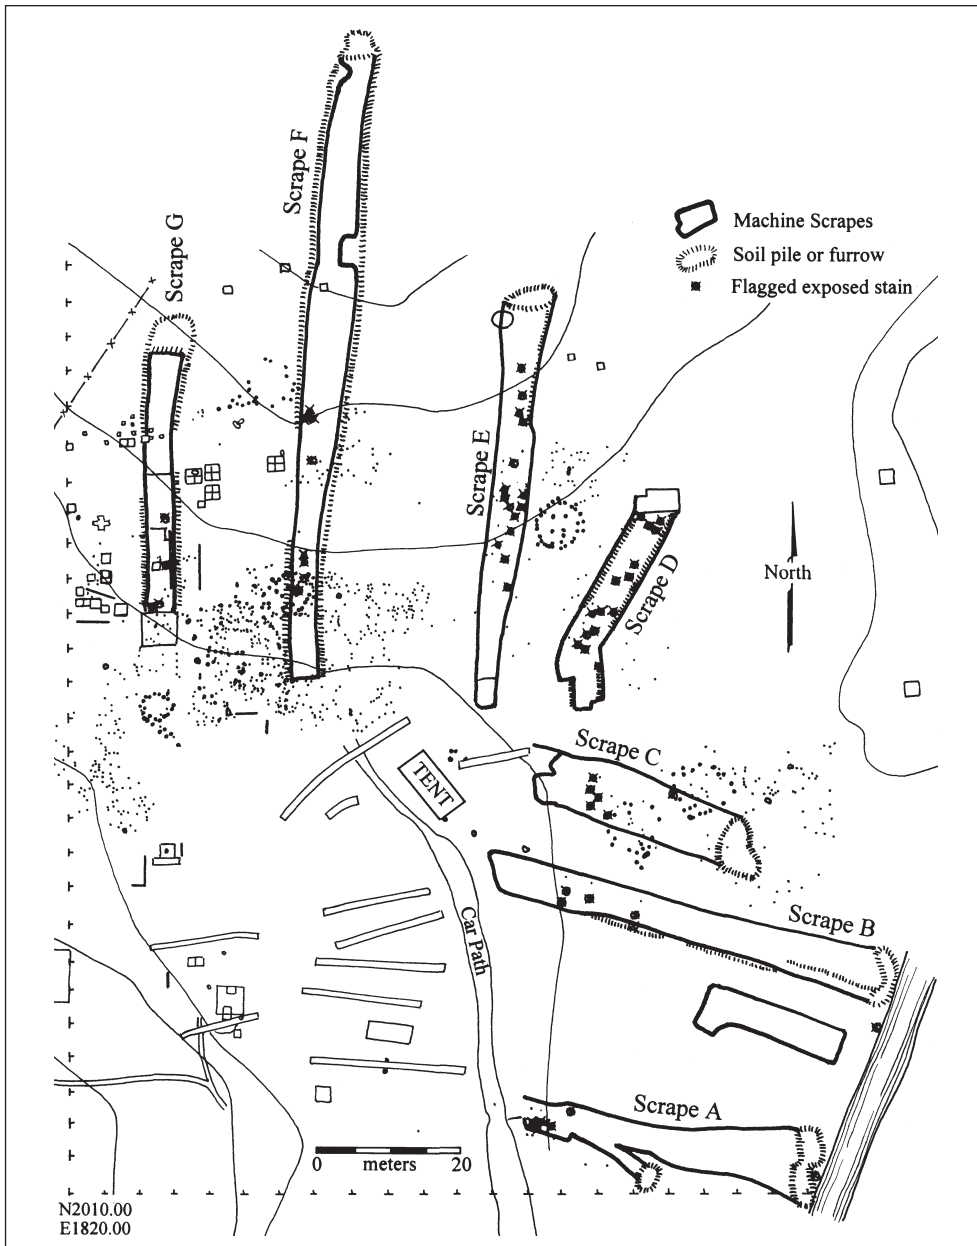 Scrape F
Scrape G
Machine Scrapes
Soil pile or furrow
Flagged exposed stain
Scrape E
Scrape D
North
Scrape C
TENT
Scrape B
Car Path
Scrape A
0 meters 20
N2010.00
E1820.00